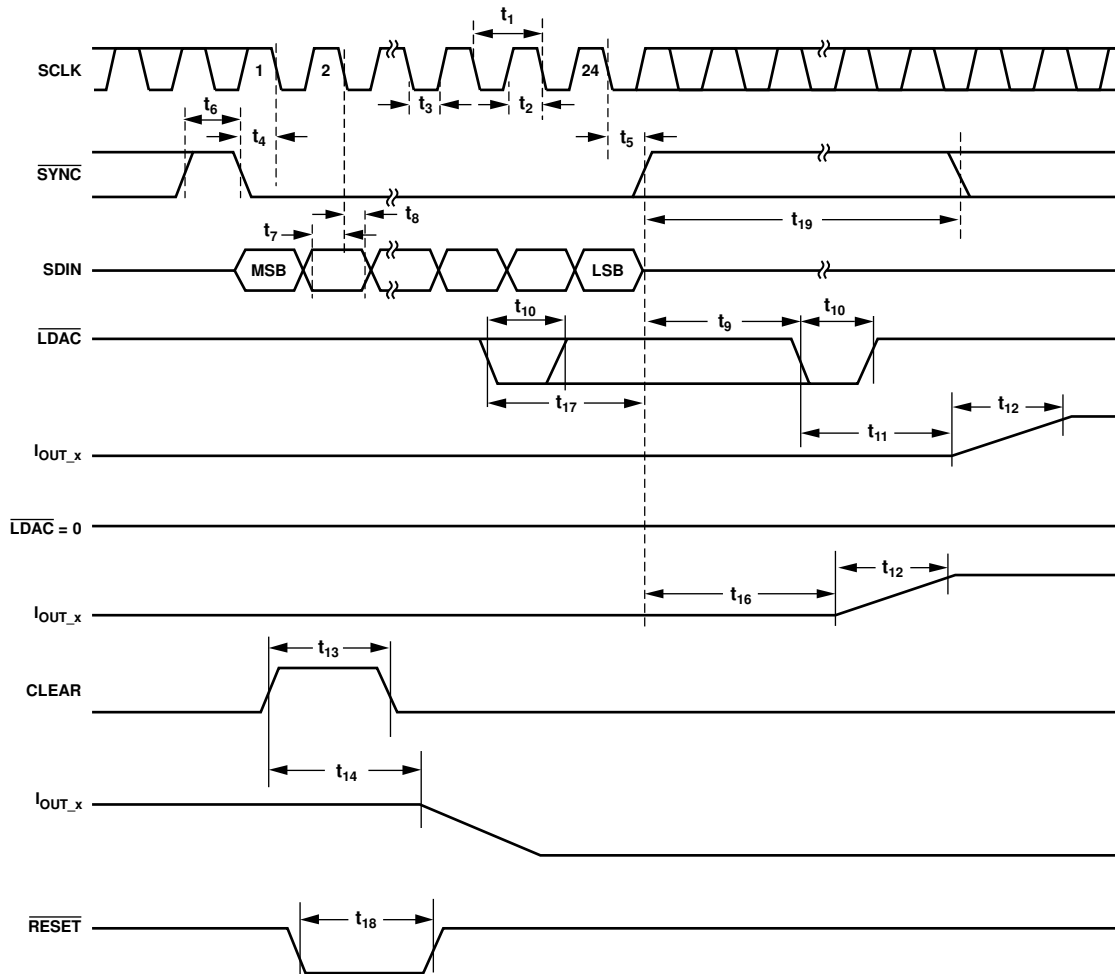 t1
SCLK
1
2
24
t3
t2
t6
t4
t5
SYNC
t19
t8
t7
SDIN
MSB
LSB
t10
t9
t10
LDAC
t17
t12
t11
IOUT_x
LDAC = 0
t12
t16
IOUT_x
t13
CLEAR
t14
IOUT_x
t18
RESET